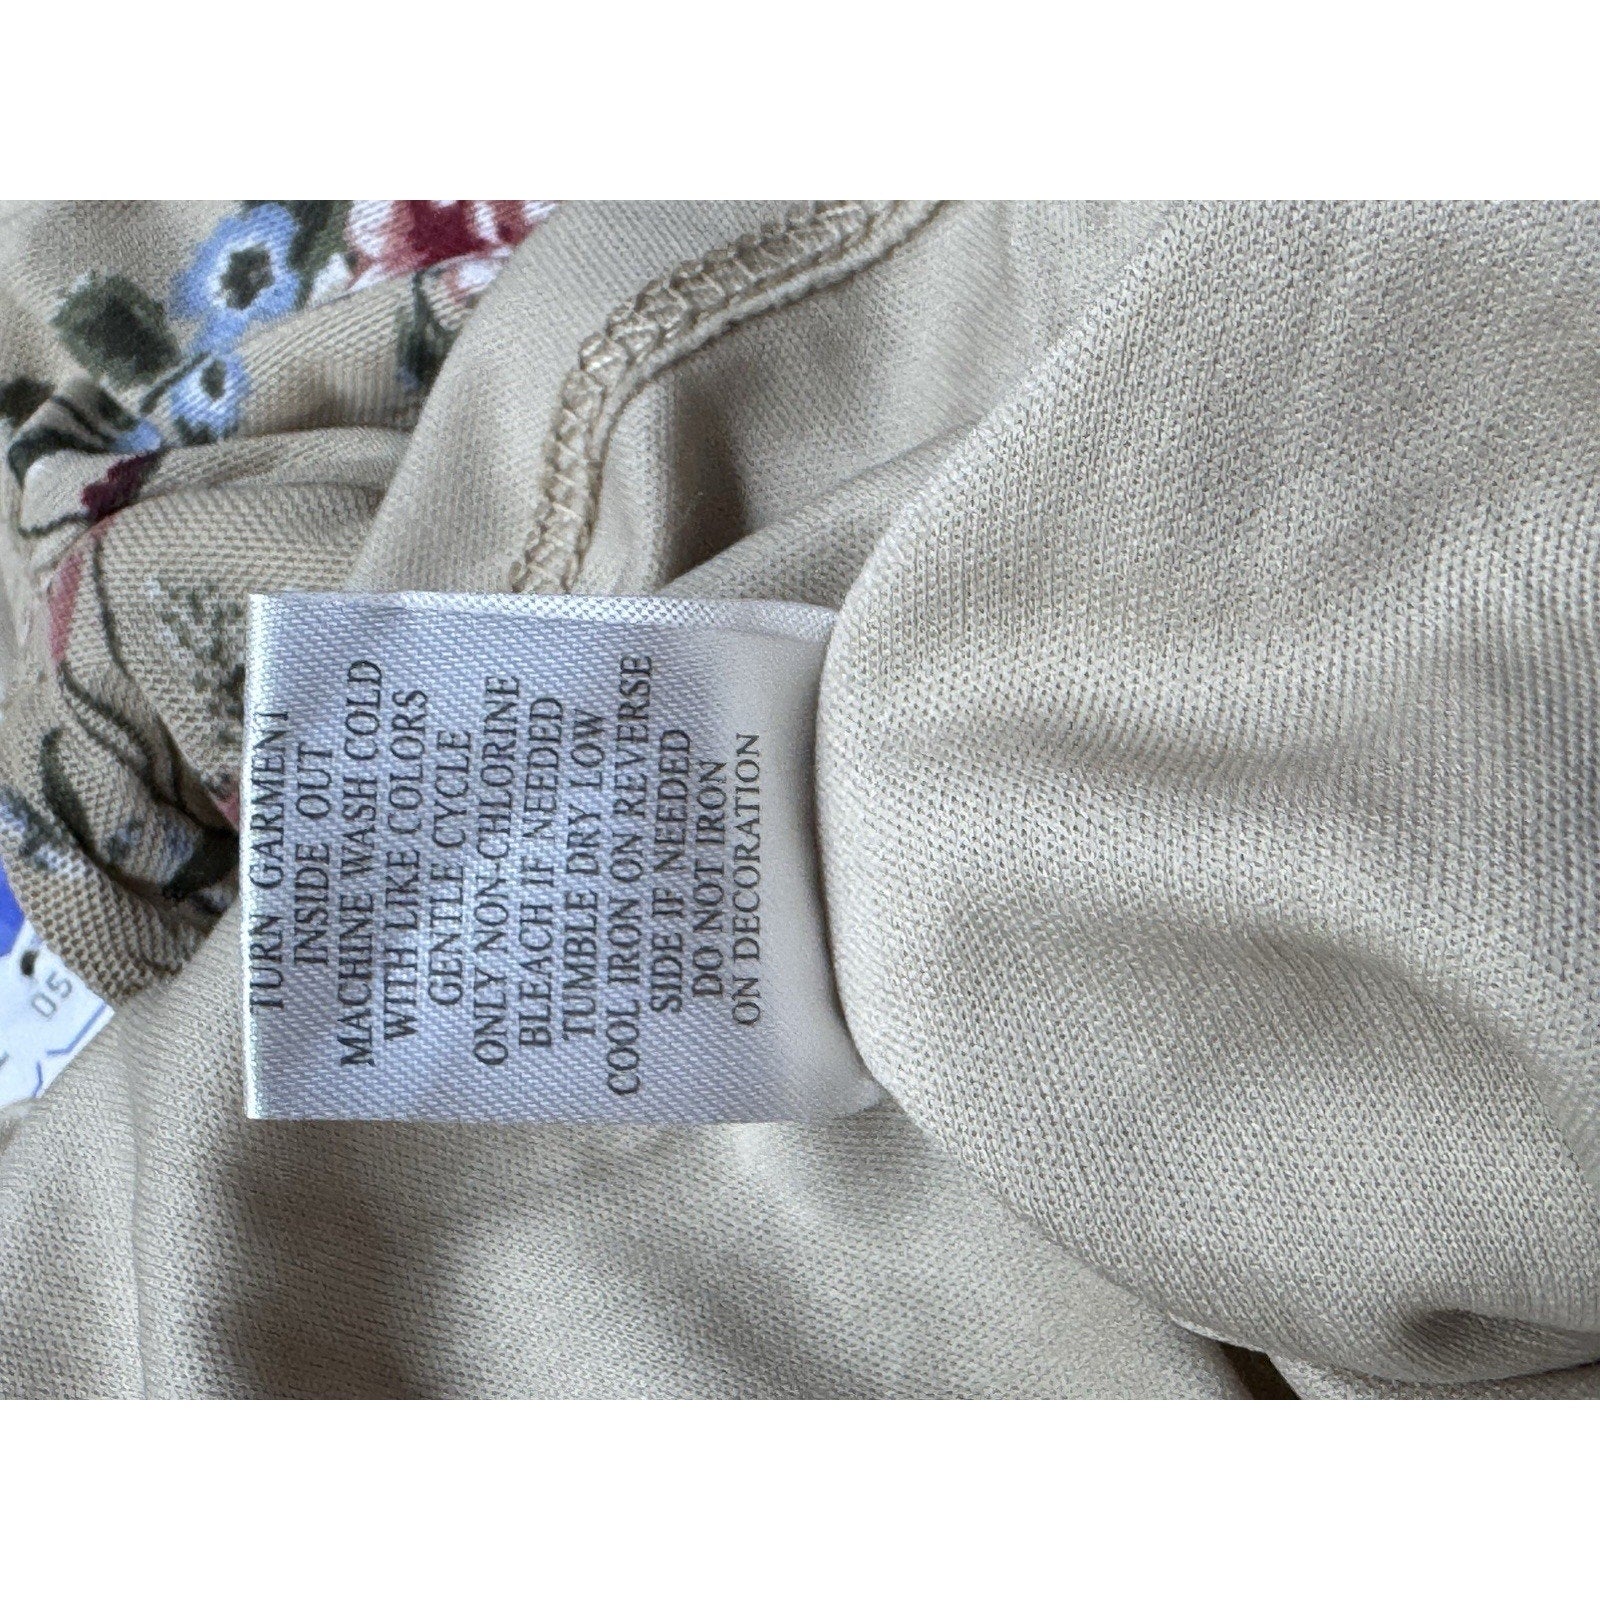 TURN GARMENT
INSIDE OUT
MACHINE WASH COLD
WITH LIKE COLORS
GENTLE CYCLE
ONLY NON-CHLORINE
BLEACH IF NEEDED
TUMBLE DRY LOW
COOL IRON ON REVERSE
SIDE IF NEEDED
DO NOT IRON
ON DECORATION
05